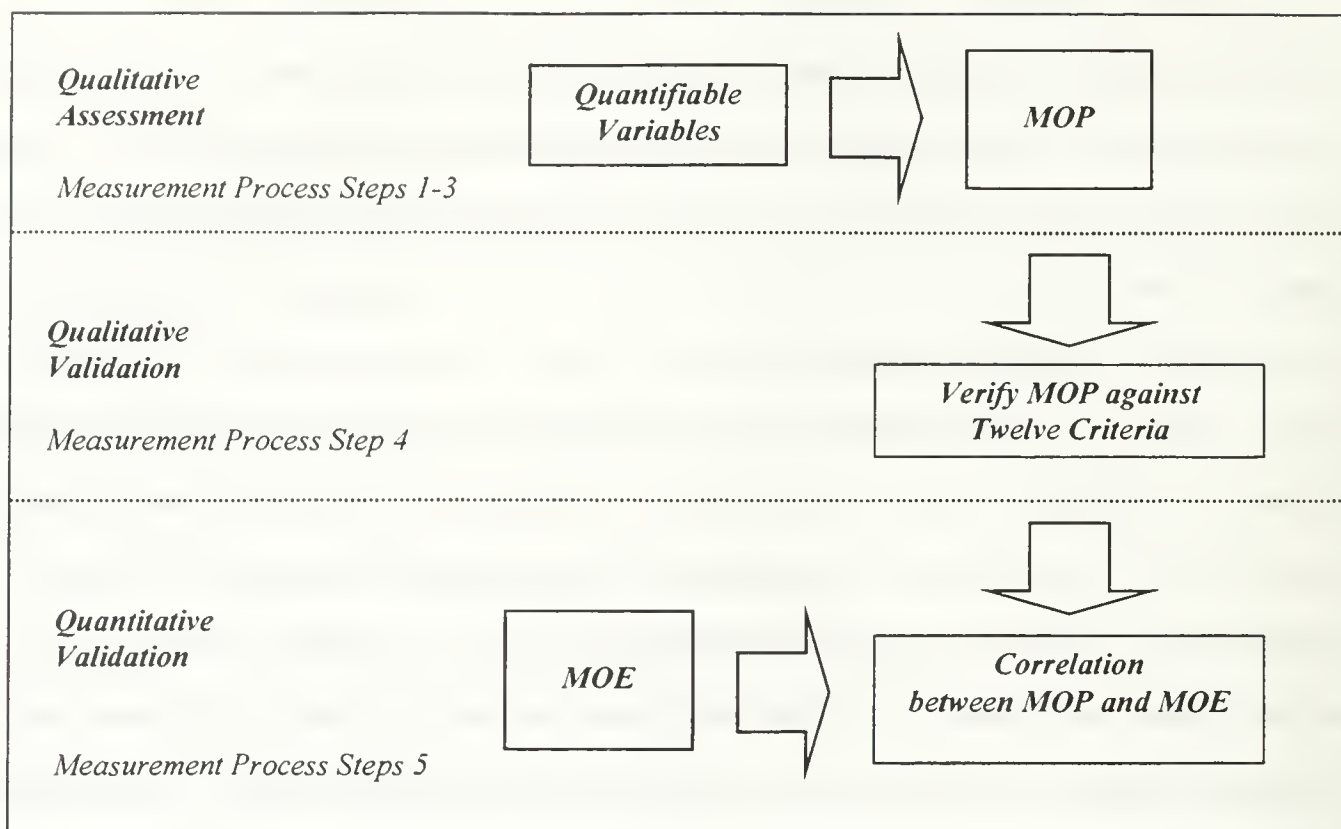 Qualitative
Assessment
Measurement Process Steps 1-3
Quantifiable
Variables
MOP
Qualitative
Validation
Measurement Process Step 4
Verify MOP against
Twelve Criteria
Quantitative
Validation
Measurement Process Steps 5
MOE
Correlation
between MOP and MOE